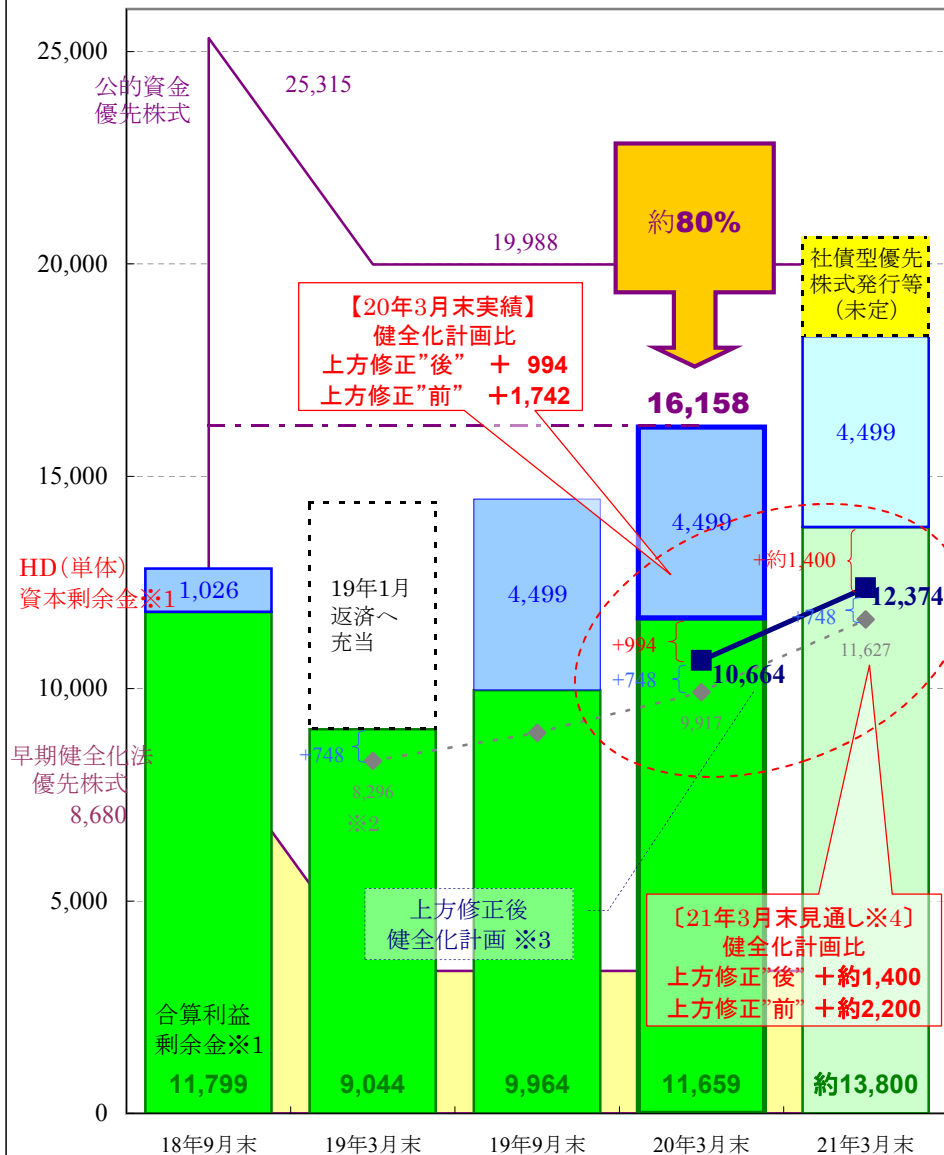 25,000
20,000
15,000
10,000
5,000
0
公的資金
優先株式
25,315
19,988
約80%
16,158
【20年3月末実績】
健全化計画比
上方修正”後” ＋ 994
上方修正”前” ＋1,742
社債型優先
株式発行等
（未定）
HD（単体）
資本剰余金※1
1,026
19年1月
返済へ
充当
4,499
4,499
4,499
+約1,400
12,374
+748
11,627
+994
+748
10,664
9,917
早期健全化法
優先株式
8,680
+748
8,296
※2
上方修正後
健全化計画 ※3
〔21年3月末見通し※4〕
健全化計画比
上方修正”後” ＋約1,400
上方修正”前” ＋約2,200
合算利益
剰余金※1
11,799
9,044
9,964
11,659
約13,800
18年9月末
19年3月末
19年9月末
20年3月末
21年3月末